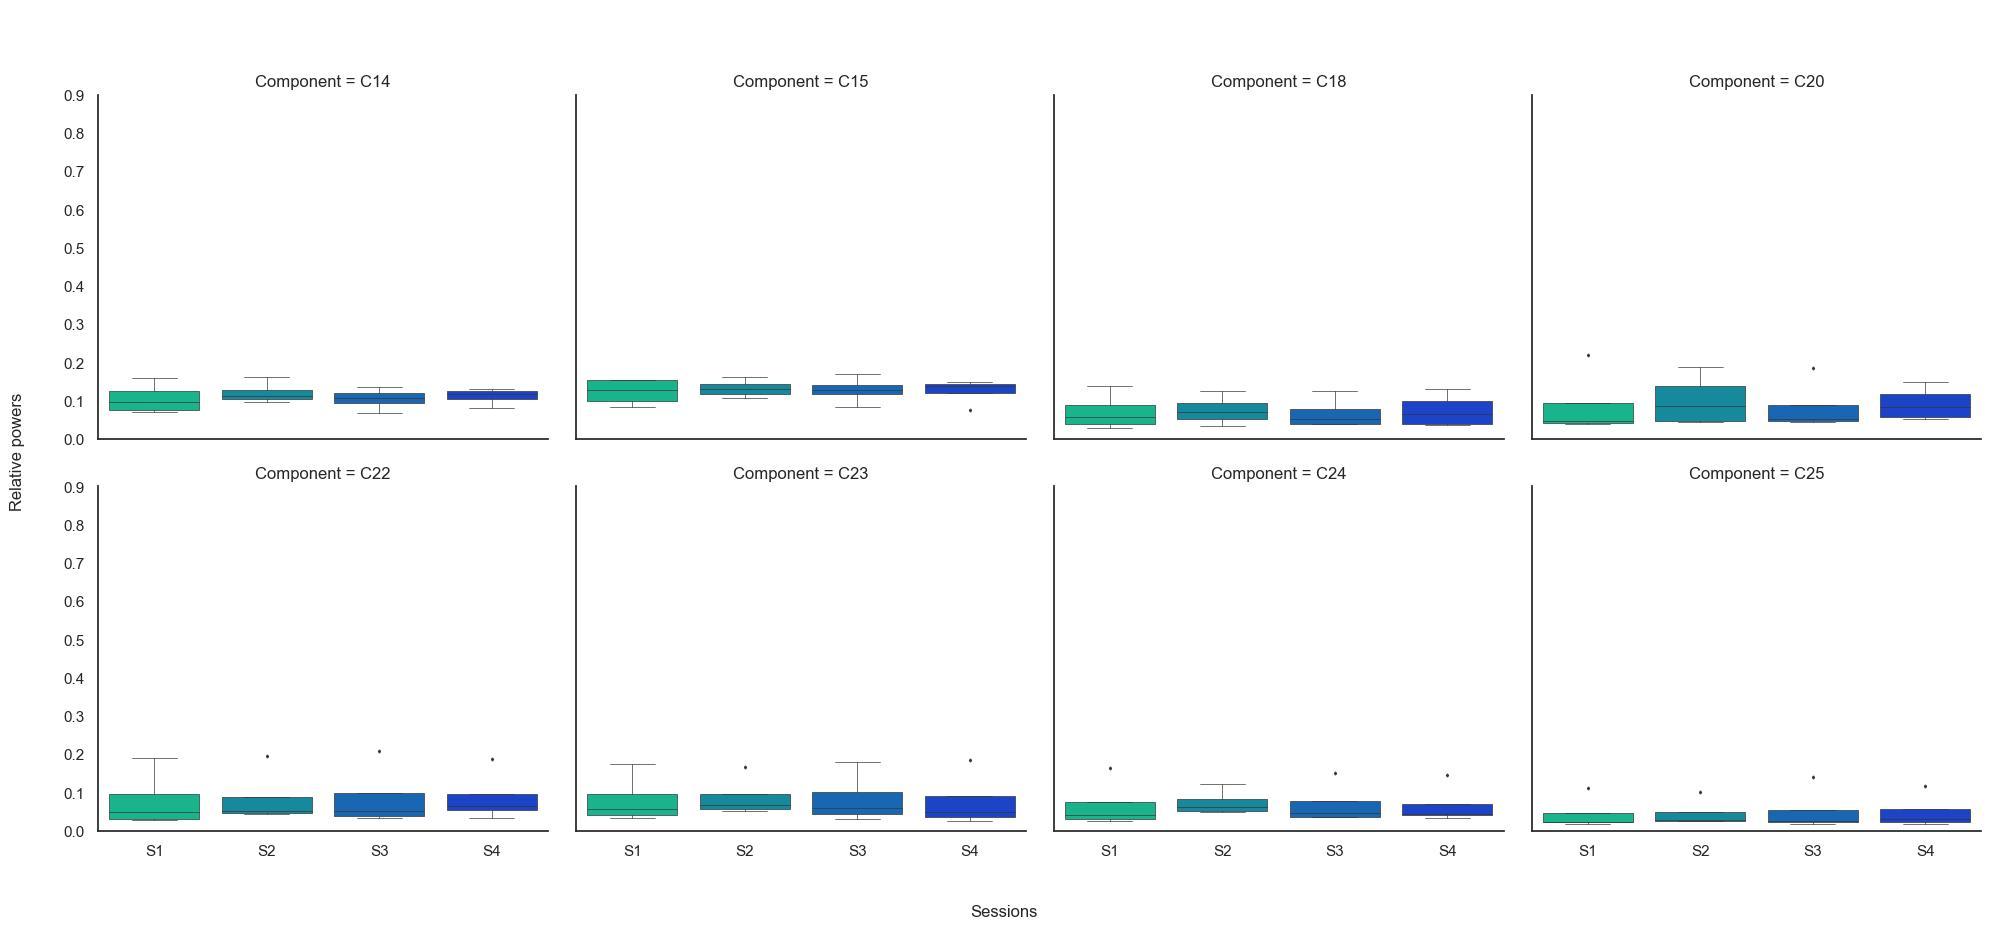 Component = C14
Component = C15
Component = C18
Component = C20
0.9
0.8
0.7
0.6
0.5
0.4
0.3
0.2
0.1
0.0
Relative powers
Component = C22
Component = C23
Component = C24
Component = C25
0.9
0.8
0.7
0.6
0.5
0.4
0.3
0.2
0.1
0.0
S1 S2 S3 S4
S1 S2 S3 S4
S1 S2 S3 S4
S1 S2 S3 S4
Sessions